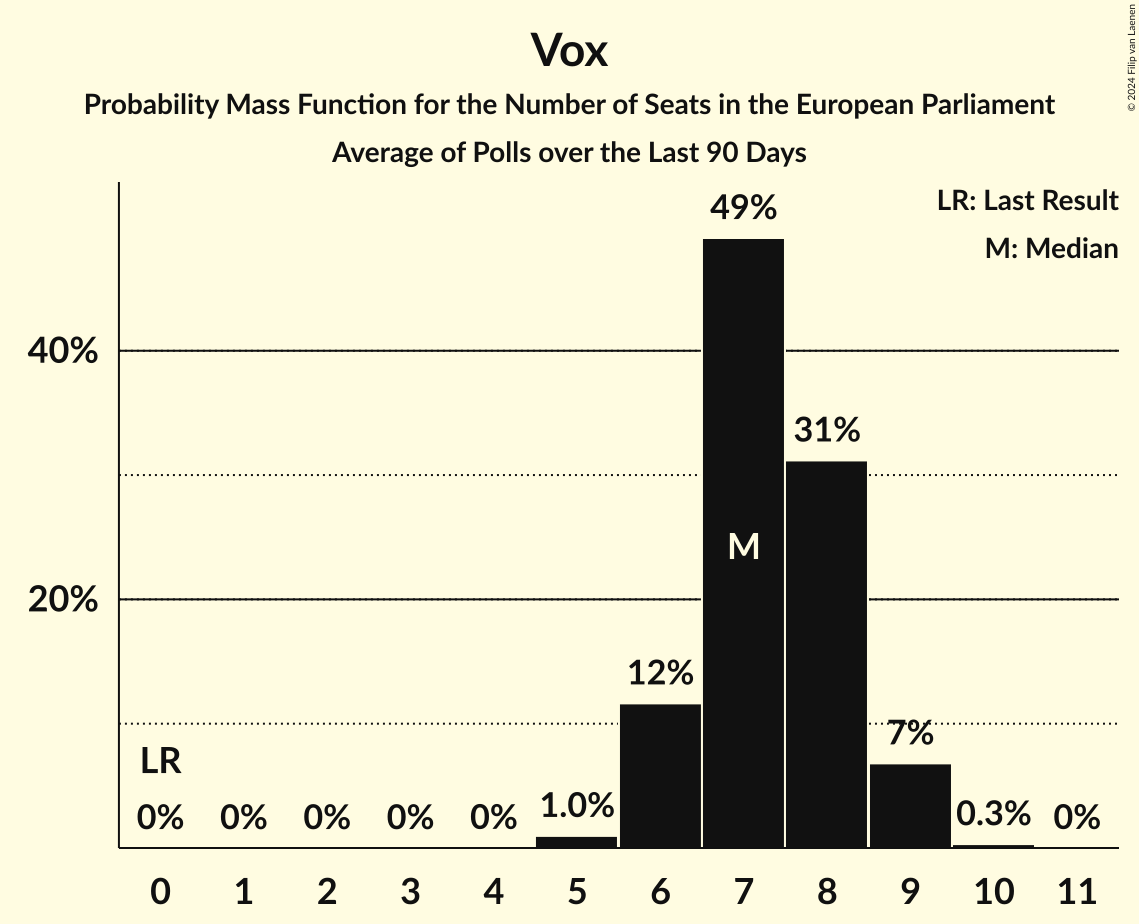 Vox
Probability Mass Function for the Number of Seats in the European Parliament
Average of Polls over the Last 90 Days
© 2024 Filip van Laenen
LR: Last Result
M: Median
49%
40%
31%
M
20%
12%
7%
LR
0% 0% 0% 0% 0% 1.0% 0.3% 0%
0 1 2 3 4 5 6 7 8 9 10 11